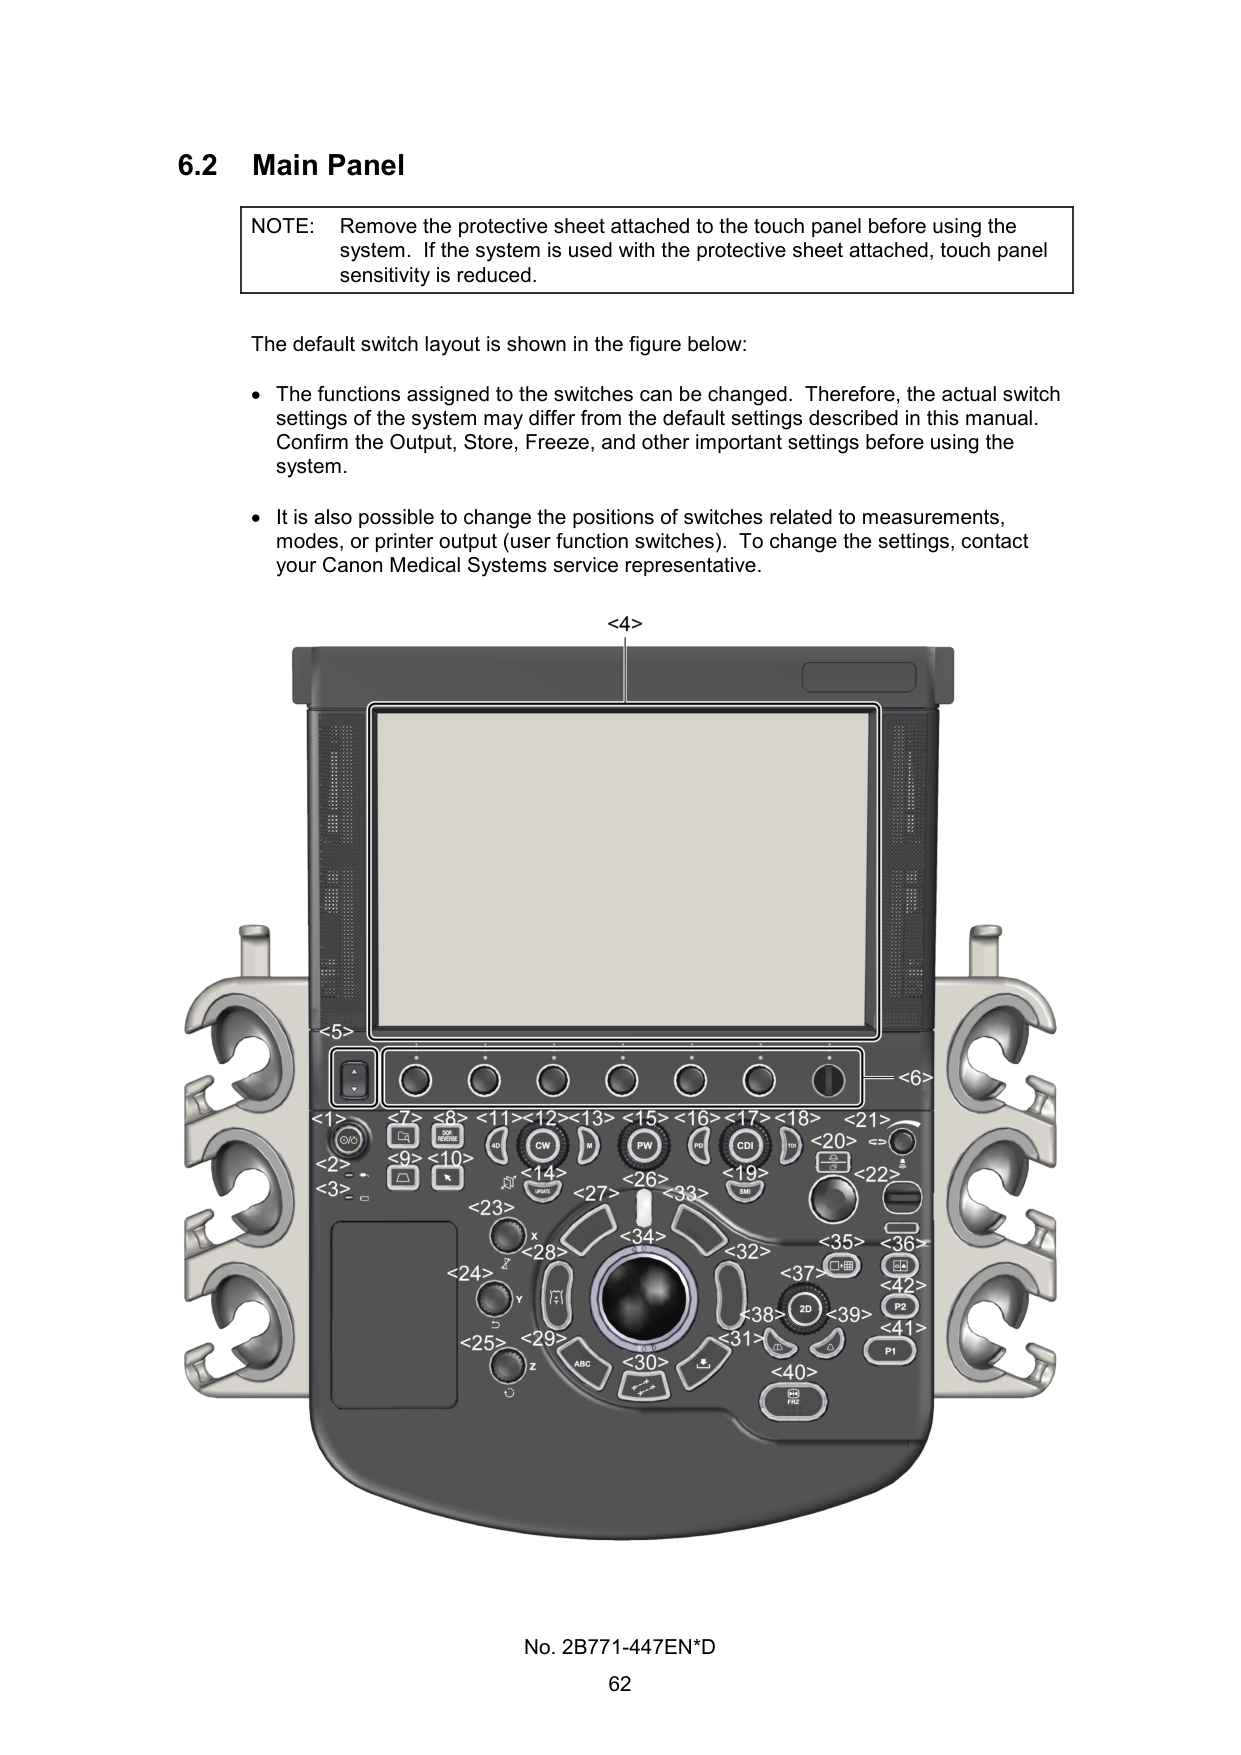 6.2 Main Panel
NOTE: Remove the protective sheet attached to the touch panel before using the
system. If the system is used with the protective sheet attached, touch panel
sensitivity is reduced.
The default switch layout is shown in the figure below:
• The functions assigned to the switches can be changed. Therefore, the actual switch
settings of the system may differ from the default settings described in this manual.
Confirm the Output, Store, Freeze, and other important settings before using the
system.
• It is also possible to change the positions of switches related to measurements,
modes, or printer output (user function switches). To change the settings, contact
your Canon Medical Systems service representative.
<4>
<5>
<6>
<1> <7> <8> <11> <12> <13> <15> <16> <17> <18> <21>
DOP. REVERSE 4D CW M PW PD CDI TDI
<20>
<2> <9> <10> <14> <19> <22>
<3> UPDATE SMI
<26>
<27> <33>
<23> X
<34>
<28> <32> <35> <36>
<24> Y <37> <42>
2D P2
<38> <39>
<25> Z <29> <31> <41>
ABC <30> P1
<40>
FRZ
No. 2B771-447EN*D
62